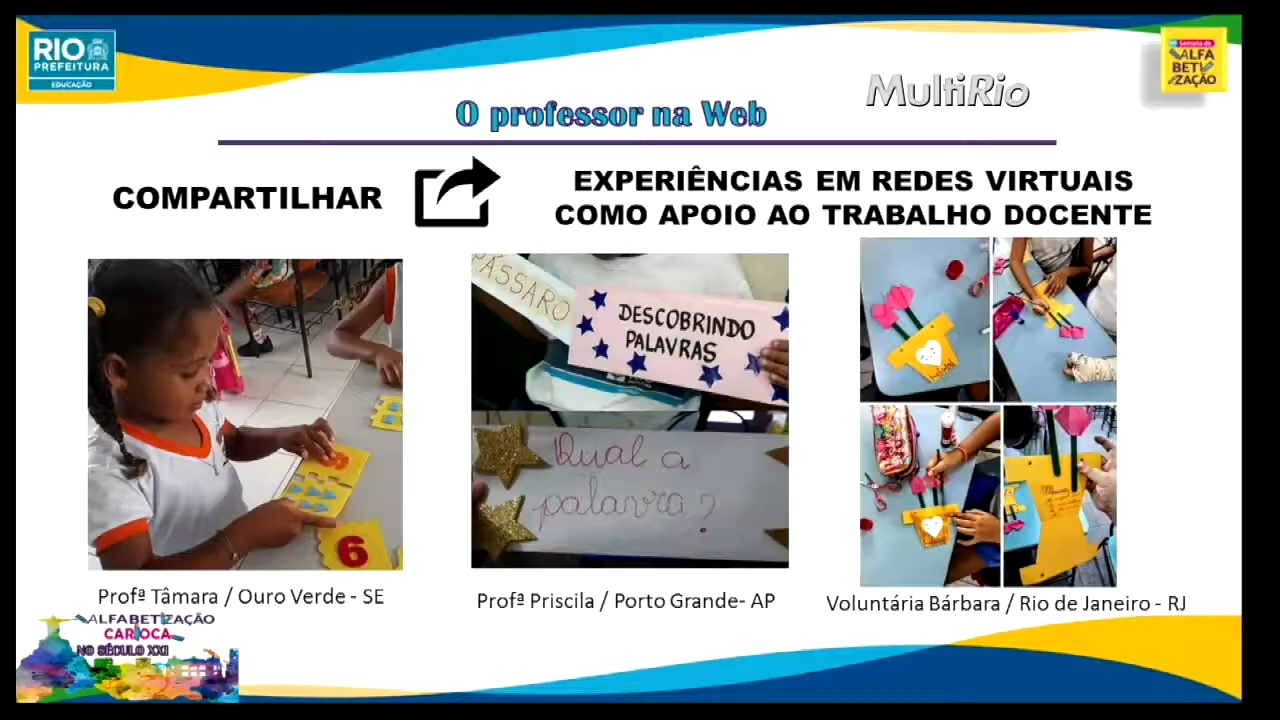 RIO
PREFEITURA
EDUCAÇÃO
Semana de
ALFA
BETI
ZAÇÃO
MultiRio
O professor na Web
COMPARTILHAR
EXPERIÊNCIAS EM REDES VIRTUAIS
COMO APOIO AO TRABALHO DOCENTE
PÁSSARO
DESCOBRINDO
PALAVRAS
Qual a
palavra?
9
6
Profª Tâmara / Ouro Verde - SE
Profª Priscila / Porto Grande- AP
Voluntária Bárbara / Rio de Janeiro - RJ
ALFABETIZAÇÃO
CARIOCA
NO SÉCULO XXI